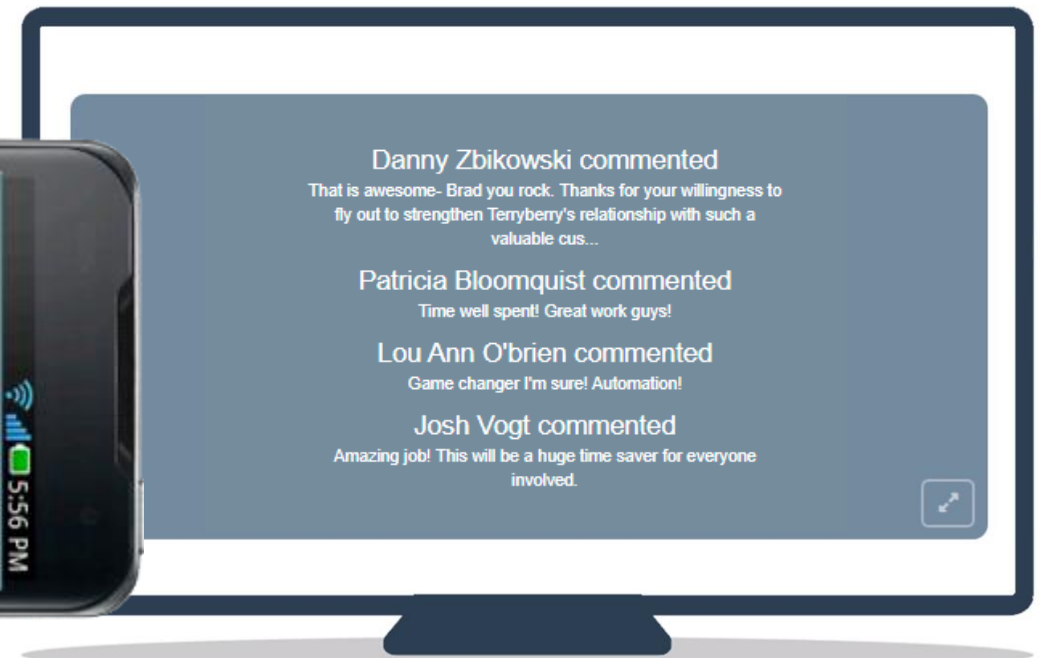 Danny Zbikowski commented
That is awesome- Brad you rock. Thanks for your willingness to
fly out to strengthen Terryberry's relationship with such a
valuable cus...
Patricia Bloomquist commented
Time well spent! Great work guys!
Lou Ann O'brien commented
Game changer I'm sure! Automation!
Josh Vogt commented
Amazing job! This will be a huge time saver for everyone
involved.
5:56 PM